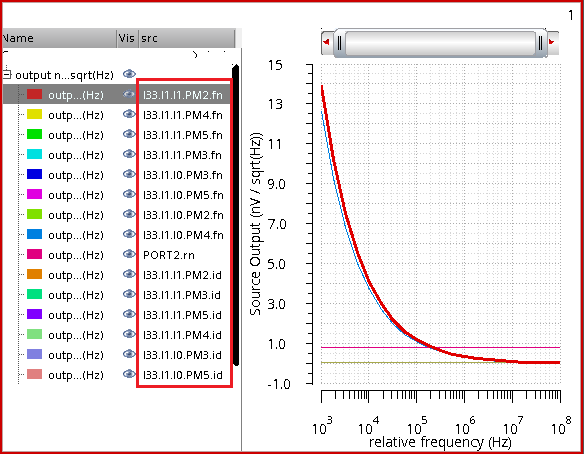 1
Name Vis src
output n...sqrt(Hz)
outp...(Hz) I33.I1.I1.PM2.fn
outp...(Hz) I33.I1.I1.PM4.fn
outp...(Hz) I33.I1.I1.PM5.fn
outp...(Hz) I33.I1.I1.PM3.fn
outp...(Hz) I33.I1.I0.PM3.fn
outp...(Hz) I33.I1.I0.PM5.fn
outp...(Hz) I33.I1.I0.PM2.fn
outp...(Hz) I33.I1.I0.PM4.fn
outp...(Hz) PORT2.rn
outp...(Hz) I33.I1.I1.PM2.id
outp...(Hz) I33.I1.I1.PM3.id
outp...(Hz) I33.I1.I1.PM5.id
outp...(Hz) I33.I1.I1.PM4.id
outp...(Hz) I33.I1.I0.PM3.id
outp...(Hz) I33.I1.I0.PM5.id
Source Output (nV / sqrt(Hz))
15
13
11
9.0
7.0
5.0
3.0
1.0
-1.0
10^3 10^4 10^5 10^6 10^7 10^8
relative frequency (Hz)